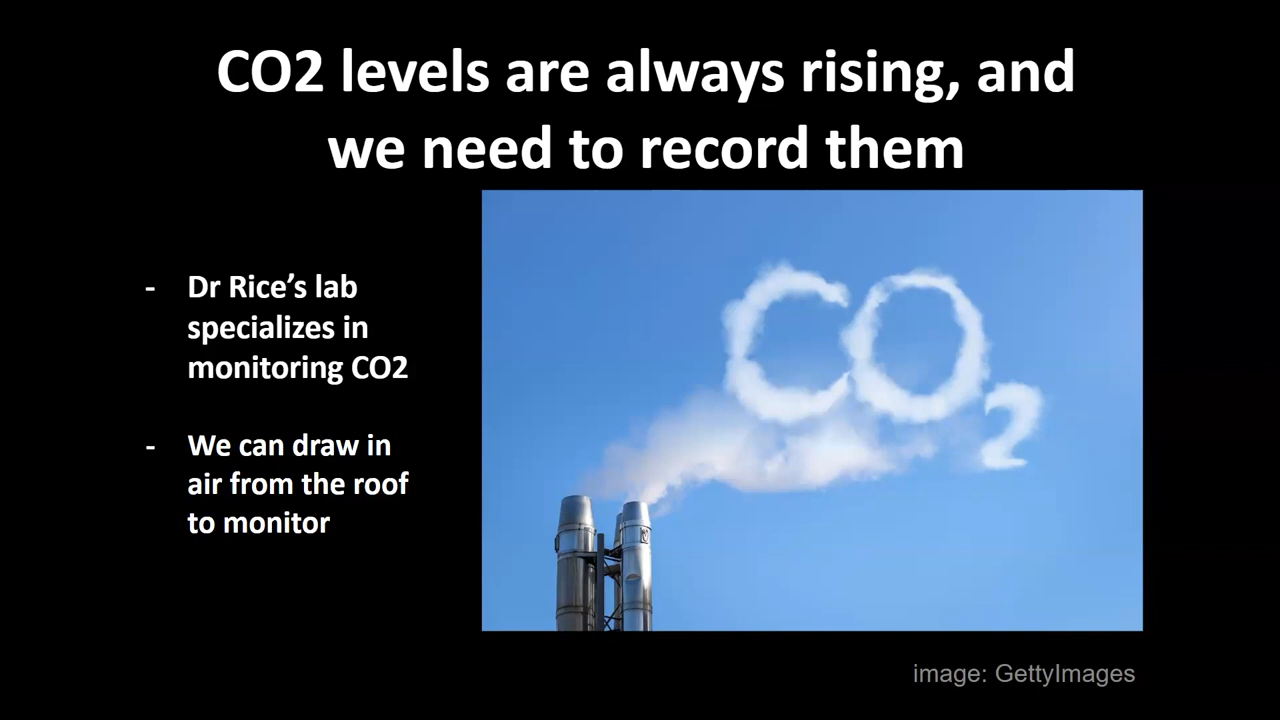 CO2 levels are always rising, and
we need to record them
- Dr Rice’s lab
specializes in
monitoring CO2
- We can draw in
air from the roof
to monitor
CO2
image: GettyImages